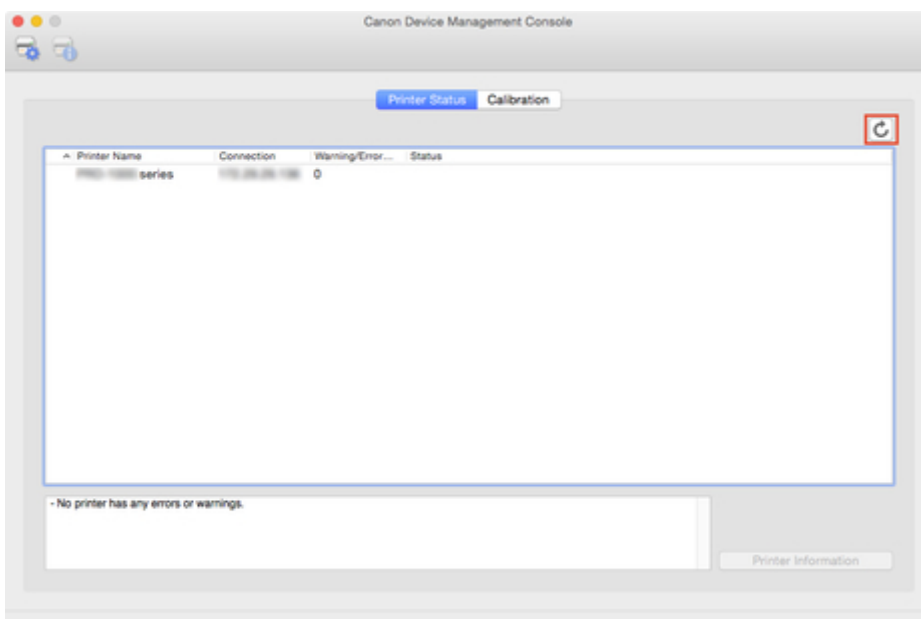 Canon Device Management Console
Printer Status Calibration
Printer Name Connection Warning/Error... Status
series 0
- No printer has any errors or warnings.
Printer Information